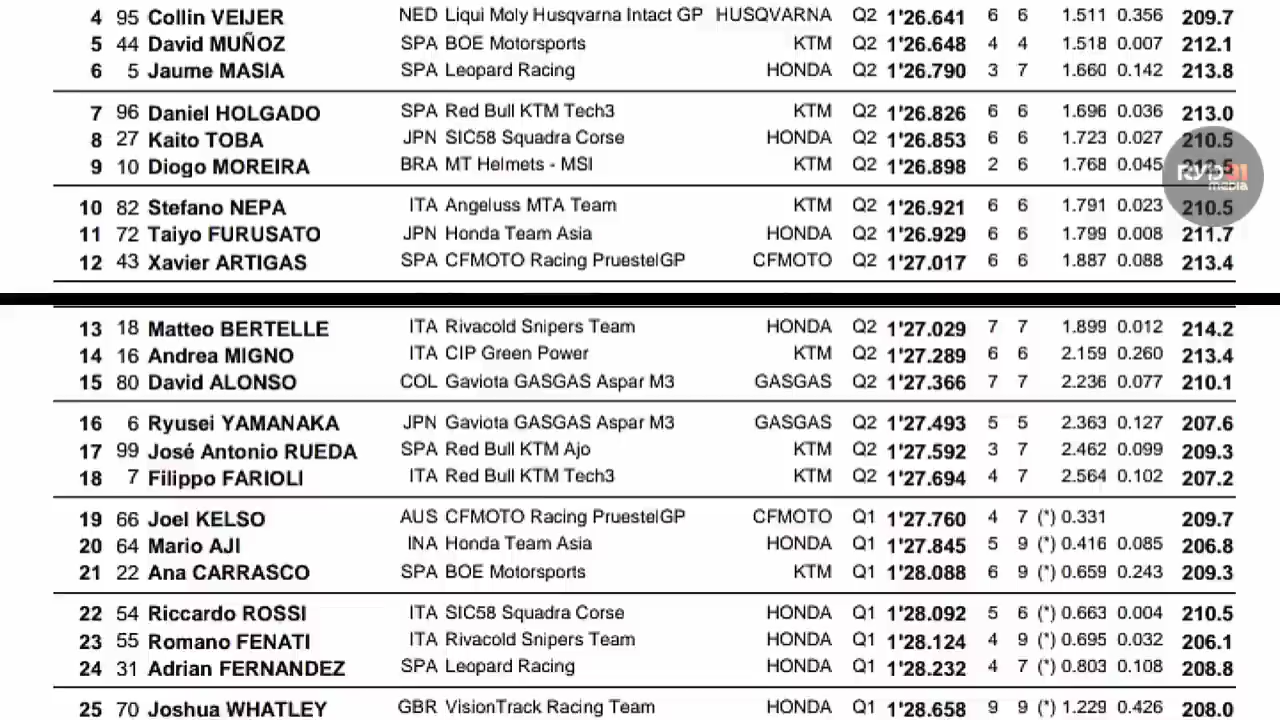 4 95 Collin VEIJER NED Liqui Moly Husqvarna Intact GP HUSQVARNA Q2 1'26.641 6 6 1.511 0.356 209.7
5 44 David MUÑOZ SPA BOE Motorsports KTM Q2 1'26.648 4 4 1.518 0.007 212.1
6 5 Jaume MASIA SPA Leopard Racing HONDA Q2 1'26.790 3 7 1.660 0.142 213.8
7 96 Daniel HOLGADO SPA Red Bull KTM Tech3 KTM Q2 1'26.826 6 6 1.696 0.036 213.0
8 27 Kaito TOBA JPN SIC58 Squadra Corse HONDA Q2 1'26.853 6 6 1.723 0.027 210.5
9 10 Diogo MOREIRA BRA MT Helmets - MSI KTM Q2 1'26.898 2 6 1.768 0.045 212.5
media
10 82 Stefano NEPA ITA Angeluss MTA Team KTM Q2 1'26.921 6 6 1.791 0.023 210.5
11 72 Taiyo FURUSATO JPN Honda Team Asia HONDA Q2 1'26.929 6 6 1.799 0.008 211.7
12 43 Xavier ARTIGAS SPA CFMOTO Racing PruestelGP CFMOTO Q2 1'27.017 6 6 1.887 0.088 213.4
13 18 Matteo BERTELLE ITA Rivacold Snipers Team HONDA Q2 1'27.029 7 7 1.899 0.012 214.2
14 16 Andrea MIGNO ITA CIP Green Power KTM Q2 1'27.289 6 6 2.159 0.260 213.4
15 80 David ALONSO COL Gaviota GASGAS Aspar M3 GASGAS Q2 1'27.366 7 7 2.236 0.077 210.1
16 6 Ryusei YAMANAKA JPN Gaviota GASGAS Aspar M3 GASGAS Q2 1'27.493 5 5 2.363 0.127 207.6
17 99 José Antonio RUEDA SPA Red Bull KTM Ajo KTM Q2 1'27.592 3 7 2.462 0.099 209.3
18 7 Filippo FARIOLI ITA Red Bull KTM Tech3 KTM Q2 1'27.694 4 7 2.564 0.102 207.2
19 66 Joel KELSO AUS CFMOTO Racing PruestelGP CFMOTO Q1 1'27.760 4 7 (*) 0.331 209.7
20 64 Mario AJI INA Honda Team Asia HONDA Q1 1'27.845 5 9 (*) 0.416 0.085 206.8
21 22 Ana CARRASCO SPA BOE Motorsports KTM Q1 1'28.088 6 9 (*) 0.659 0.243 209.3
22 54 Riccardo ROSSI ITA SIC58 Squadra Corse HONDA Q1 1'28.092 5 6 (*) 0.663 0.004 210.5
23 55 Romano FENATI ITA Rivacold Snipers Team HONDA Q1 1'28.124 4 9 (*) 0.695 0.032 206.1
24 31 Adrian FERNANDEZ SPA Leopard Racing HONDA Q1 1'28.232 4 7 (*) 0.803 0.108 208.8
25 70 Joshua WHATLEY GBR VisionTrack Racing Team HONDA Q1 1'28.658 9 9 (*) 1.229 0.426 208.0